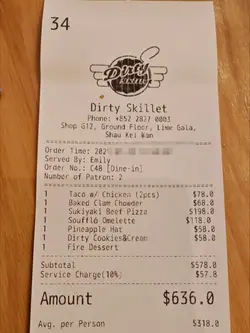 34
Dirty
Dirty Skillet
Phone: +852 2827 0003
Shop G12, Ground Floor, Lime Gala,
Shau Kei Wan
Order Time: 202
Served By: Emily
Order No.: C48 [Dine-in]
Number of Patron: 2
1 Taco w/ Chicken (2pcs) $78.0
1 Baked Clam Chowder $68.0
1 Sukiyaki Beef Pizza $198.0
1 Soufflé Omelette $118.0
1 Pineapple Hat $58.0
1 Dirty Cookies&Cream $58.0
1 Fire Dessert
Subtotal $578.0
Service Charge(10%) $57.8
Amount $636.0
Avg. per Person $318.0